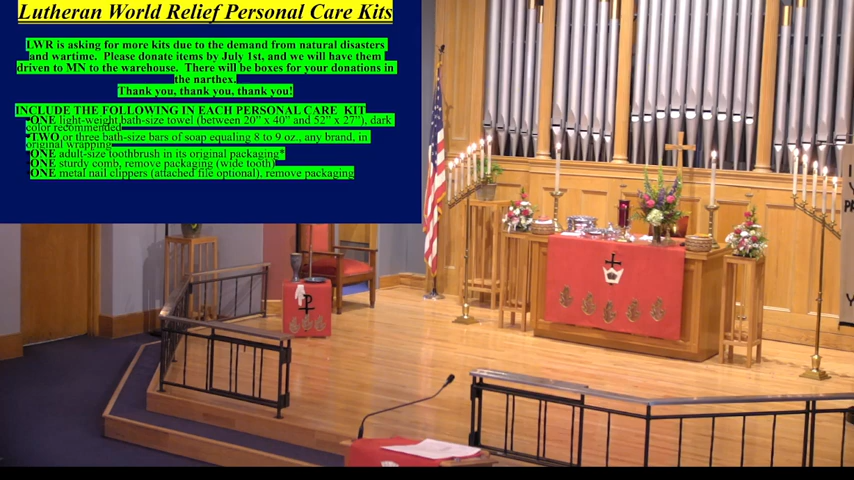 Lutheran World Relief Personal Care Kits
LWR is asking for more kits due to the demand from natural disasters
and wartime. Please donate items by July 1st, and we will have them
driven to MN to the warehouse. There will be boxes for your donations in
the narthex.
Thank you, thank you, thank you!
INCLUDE THE FOLLOWING IN EACH PERSONAL CARE KIT
•ONE light-weight bath-size towel (between 20” x 40” and 52” x 27”), dark
color recommended
•TWO or three bath-size bars of soap equaling 8 to 9 oz., any brand, in
original wrapping
•ONE adult-size toothbrush in its original packaging*
•ONE sturdy comb, remove packaging (wide tooth)
•ONE metal nail clippers (attached file optional), remove packaging